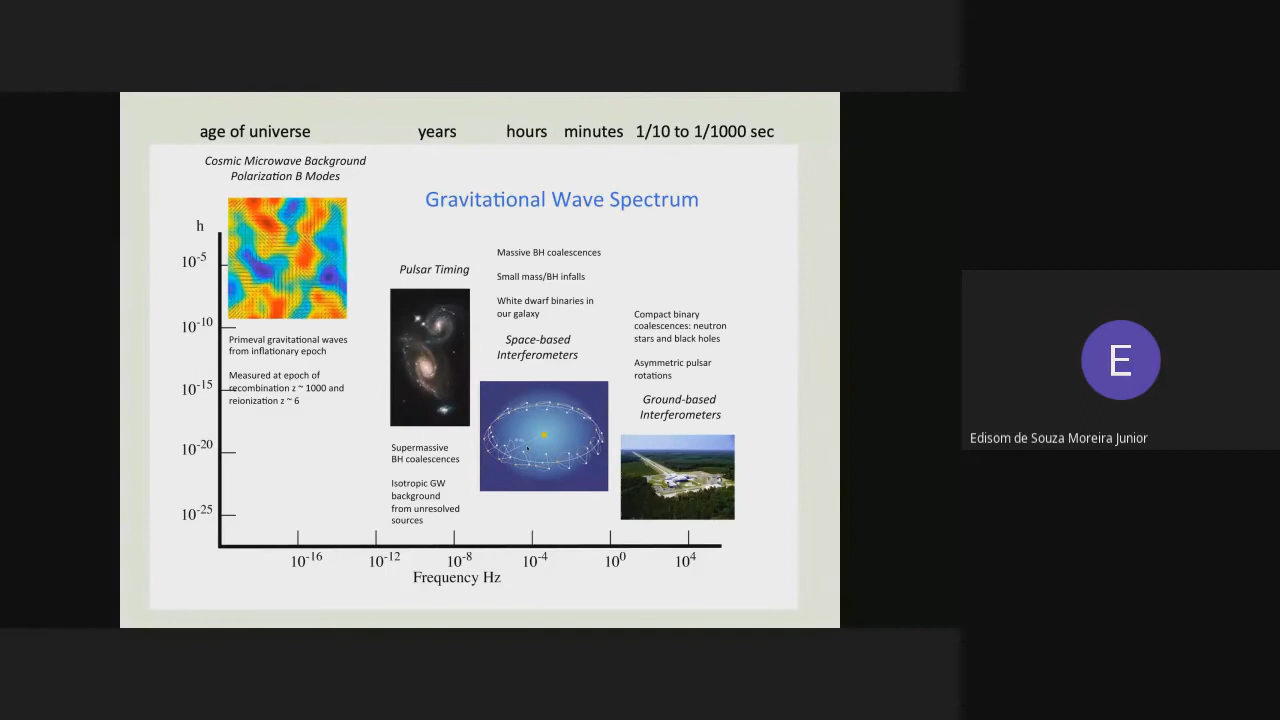 age of universe years hours minutes 1/10 to 1/1000 sec
Cosmic Microwave Background
Polarization B Modes
Gravitational Wave Spectrum
h
10-5
10-10
10-15
10-20
10-25
Primeval gravitational waves
from inflationary epoch
Measured at epoch of
recombination z ~ 1000 and
reionization z ~ 6
Pulsar Timing
Supermassive
BH coalescences
Isotropic GW
background
from unresolved
sources
Massive BH coalescences
Small mass/BH infalls
White dwarf binaries in
our galaxy
Space-based
Interferometers
Compact binary
coalescences: neutron
stars and black holes
Asymmetric pulsar
rotations
Ground-based
Interferometers
10-16 10-12 10-8 10-4 100 104
Frequency Hz
E
Edisom de Souza Moreira Junior